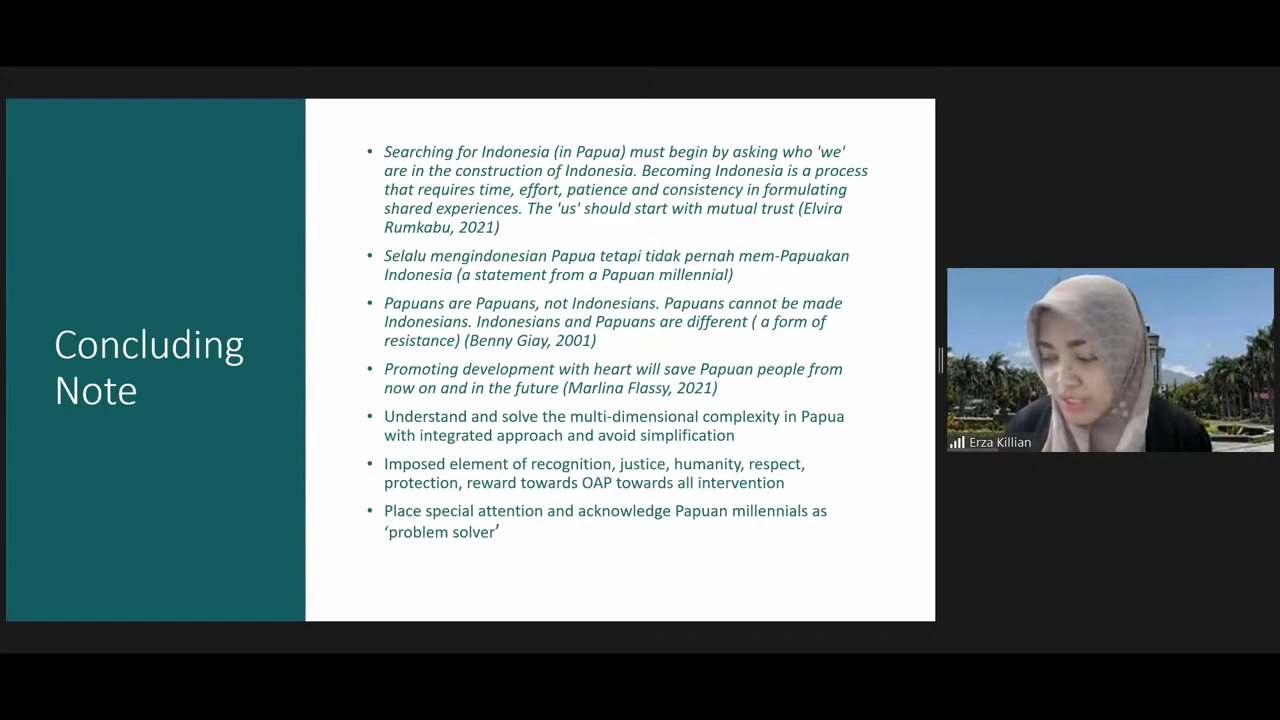 Concluding
Note
• Searching for Indonesia (in Papua) must begin by asking who 'we'
are in the construction of Indonesia. Becoming Indonesia is a process
that requires time, effort, patience and consistency in formulating
shared experiences. The 'us' should start with mutual trust (Elvira
Rumkabu, 2021)
• Selalu mengindonesian Papua tetapi tidak pernah mem-Papuakan
Indonesia (a statement from a Papuan millennial)
• Papuans are Papuans, not Indonesians. Papuans cannot be made
Indonesians. Indonesians and Papuans are different ( a form of
resistance) (Benny Giay, 2001)
• Promoting development with heart will save Papuan people from
now on and in the future (Marlina Flassy, 2021)
• Understand and solve the multi-dimensional complexity in Papua
with integrated approach and avoid simplification
• Imposed element of recognition, justice, humanity, respect,
protection, reward towards OAP towards all intervention
• Place special attention and acknowledge Papuan millennials as
‘problem solver’
Erza Killian